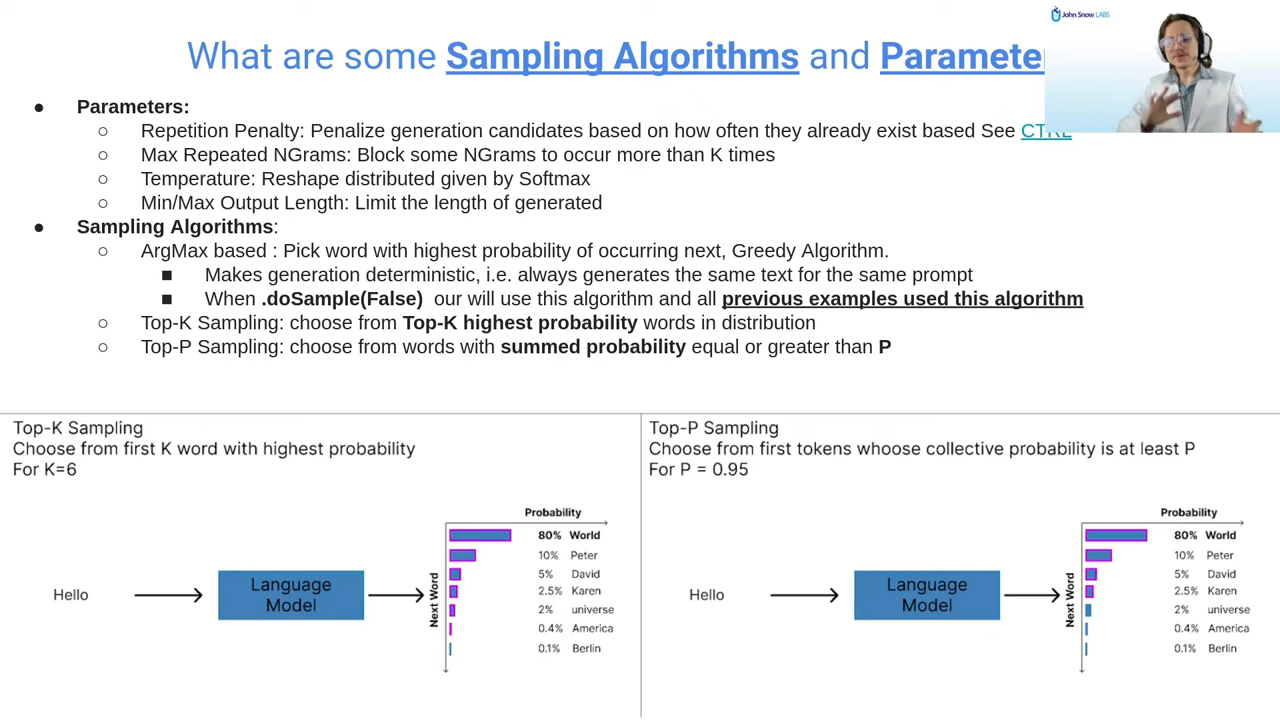 John Snow LABS
What are some Sampling Algorithms and Paramete
● Parameters:
○ Repetition Penalty: Penalize generation candidates based on how often they already exist based See CTRL
○ Max Repeated NGrams: Block some NGrams to occur more than K times
○ Temperature: Reshape distributed given by Softmax
○ Min/Max Output Length: Limit the length of generated
● Sampling Algorithms:
○ ArgMax based : Pick word with highest probability of occurring next, Greedy Algorithm.
■ Makes generation deterministic, i.e. always generates the same text for the same prompt
■ When .doSample(False) our will use this algorithm and all previous examples used this algorithm
○ Top-K Sampling: choose from Top-K highest probability words in distribution
○ Top-P Sampling: choose from words with summed probability equal or greater than P
Top-K Sampling
Choose from first K word with highest probability
For K=6
Probability
Next Word
80% World
10% Peter
5% David
2.5% Karen
2% universe
0.4% America
0.1% Berlin
Hello
Language
Model
Top-P Sampling
Choose from first tokens whoose collective probability is at least P
For P = 0.95
Probability
Next Word
80% World
10% Peter
5% David
2.5% Karen
2% universe
0.4% America
0.1% Berlin
Hello
Language
Model